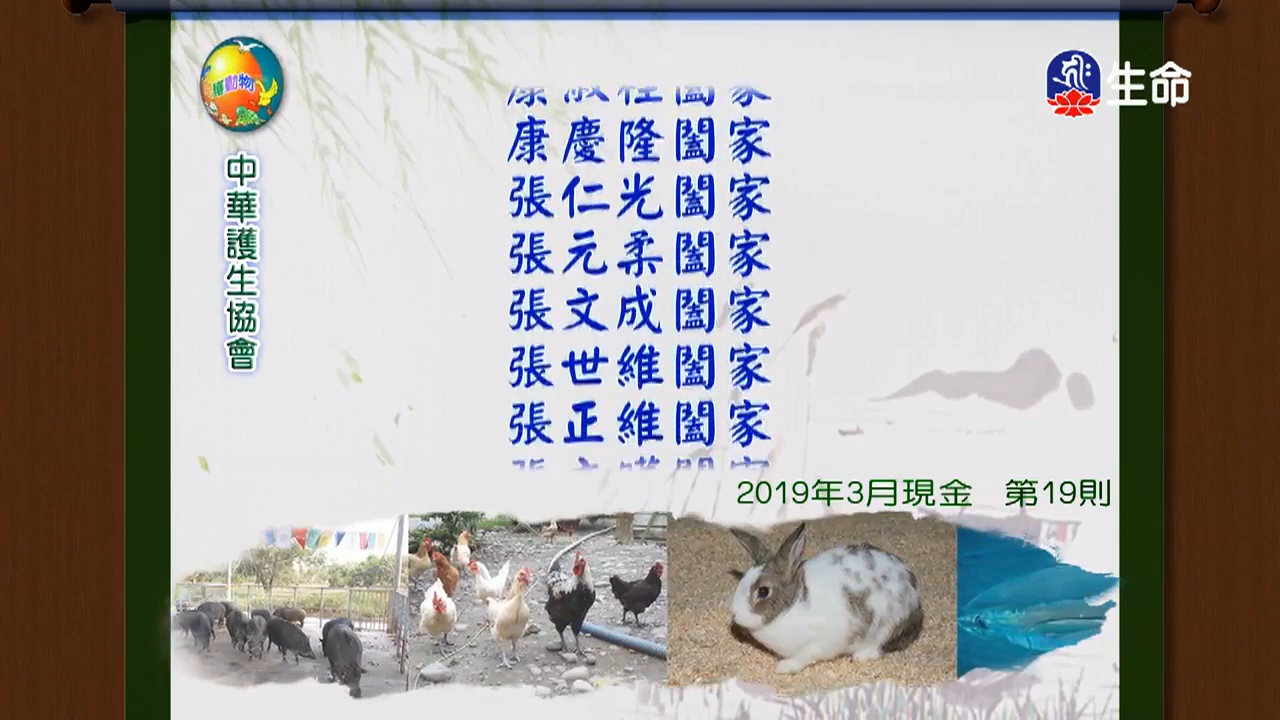 動物
生命
中華護生協會
康慶隆闔家
張仁光闔家
張元柔闔家
張文成闔家
張世維闔家
張正維闔家
2019年3月現金 第19則